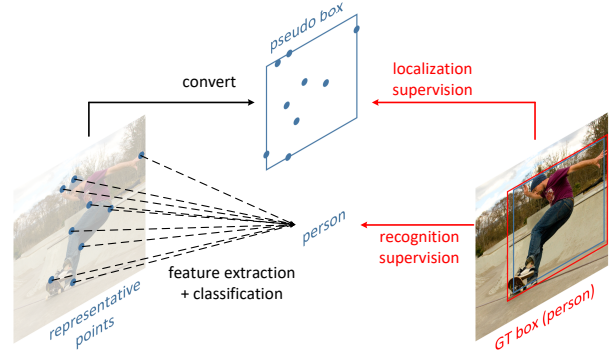 pseudo box
convert
localization
supervision
person
recognition
supervision
feature extraction
+ classification
representative
points
GT box (person)